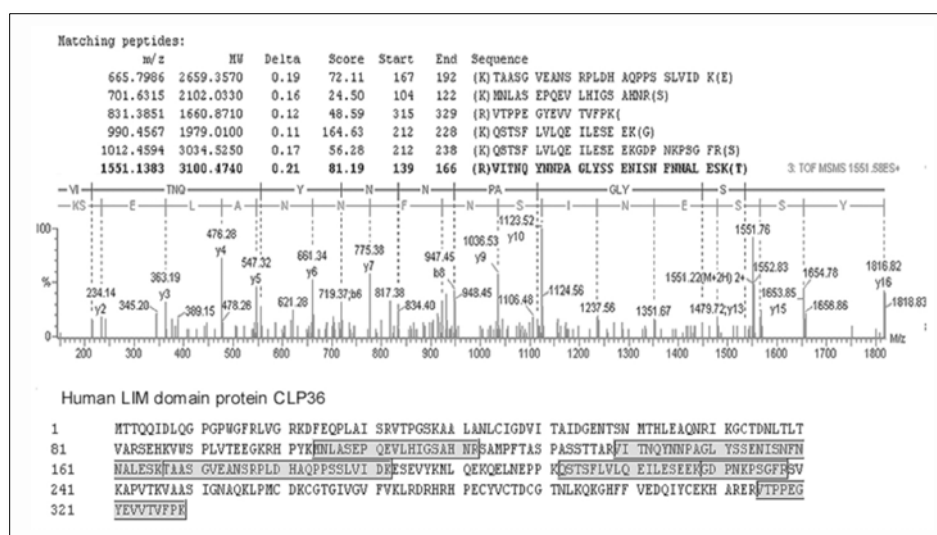 Matching peptides:
m/z MW Delta Score Start End Sequence
665.7986 2659.3570 0.19 72.11 167 192 (K)TAASG VEANS RPLDH AQPPS SLVID K(E)
701.6315 2102.0330 0.16 24.50 104 122 (K)MNLAS EPQEV LHIGS AHNR(S)
831.3851 1660.8710 0.12 48.59 315 329 (R)VTPPE GYEVV TVFPK(
990.4567 1979.0100 0.11 164.63 212 228 (K)QSTSF LVLQE ILESE EK(G)
1012.4594 3034.5250 0.17 56.28 212 238 (K)QSTSF LVLQE ILESE EKGDP NKPSG FR(S)
1551.1383 3100.4740 0.21 81.19 139 166 (R)VITNQ YNNPA GLYSS ENISN FNNAL ESK(T)
3: TOF MSMS 1551.58ES+
VI TNQ Y N N PA GLY S
KS E L A N N F N S I N E S S Y
100
%
0
234.14
y2
345.20
363.19
y3
389.15
476.28
y4
478.26
547.32
y5
621.28
661.34
y6
719.37;b6
775.38
y7
817.38
834.40
947.45
b8
948.45
1036.53
y9
1106.48
1123.52
y10
1124.56
1237.56
1351.67
1479.72;y13
1551.22(M+2H) 2+
1551.76
1552.83
1653.85
y15
1654.78
1656.86
1816.82
y16
1818.83
200 300 400 500 600 700 800 900 1000 1100 1200 1300 1400 1500 1600 1700 1800 M/z
Human LIM domain protein CLP36
1 MTTQQIDLQG PGPWGFRLVG RKDFEQPLAI SRVTPGSKAA LANLCIGDVI TAIDGENTSN MTHLEAQNRI KGCTDNLTLT
81 VARSEHKVWS PLVTEEGKRH PYKMNLASEP QEVLHIGSAH NRSAMPFTAS PASSTTARVI TNQYNNPAGL YSSENISNFN
161 NALESKTAAS GVEANSRPLD HAQPPSSLVI DKESEVYKML QEKQELNEPP KQSTSFLVLQ EILESEEKGD PNKPSGFRSV
241 KAPVTKVAAS IGNAQKLPMC DKCGTGIVGV FVKLRDRHRH PECYVCTDCG TNLKQKGHFF VEDQIYCEKH ARERVTPPEG
321 YEVVTVFPK